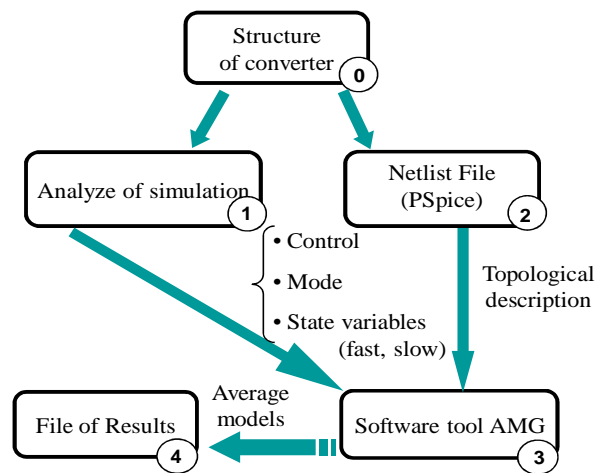 Structure
of converter
0
Analyze of simulation
1
Netlist File
(PSpice)
2
• Control
• Mode
• State variables
(fast, slow)
Topological
description
Average
models
File of Results
4
Software tool AMG
3